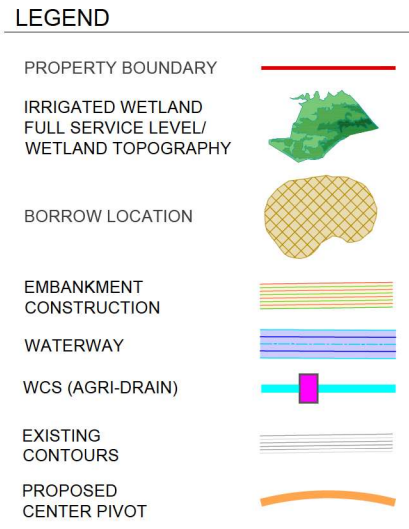 LEGEND
PROPERTY BOUNDARY
IRRIGATED WETLAND
FULL SERVICE LEVEL/
WETLAND TOPOGRAPHY
BORROW LOCATION
EMBANKMENT
CONSTRUCTION
WATERWAY
WCS (AGRI-DRAIN)
EXISTING
CONTOURS
PROPOSED
CENTER PIVOT